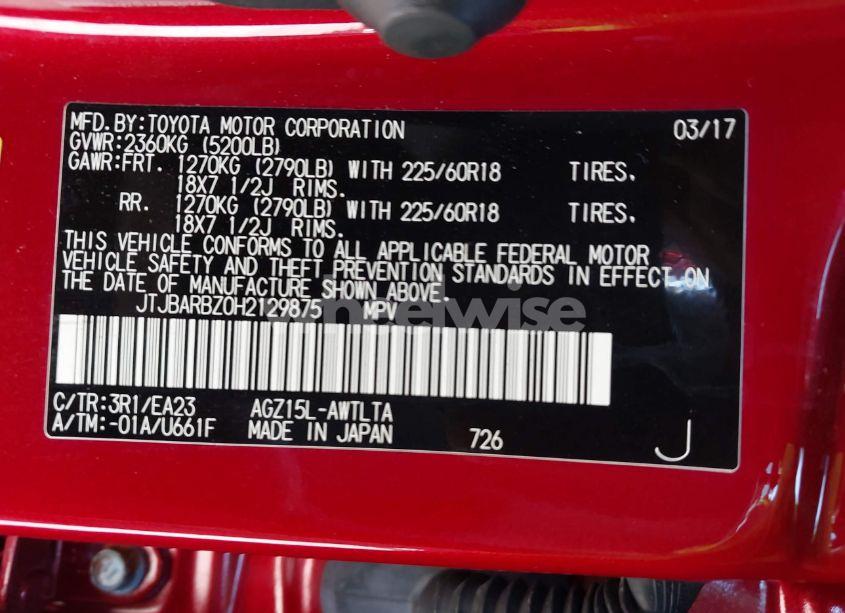 MFD.BY:TOYOTA MOTOR CORPORATION 03/17
GVWR:2360KG (5200LB)
GAWR:FRT. 1270KG (2790LB) WITH 225/60R18 TIRES,
18X7 1/2J RIMS.
RR. 1270KG (2790LB) WITH 225/60R18 TIRES,
18X7 1/2J RIMS.
THIS VEHICLE CONFORMS TO ALL APPLICABLE FEDERAL MOTOR
VEHICLE SAFETY AND THEFT PREVENTION STANDARDS IN EFFECT ON
THE DATE OF MANUFACTURE SHOWN ABOVE.
JTJBARBZ0H2129875 MPV
wheelwise
C/TR:3R1/EA23 AGZ15L-AWTLTA
A/TM:-01A/U661F MADE IN JAPAN 726 J